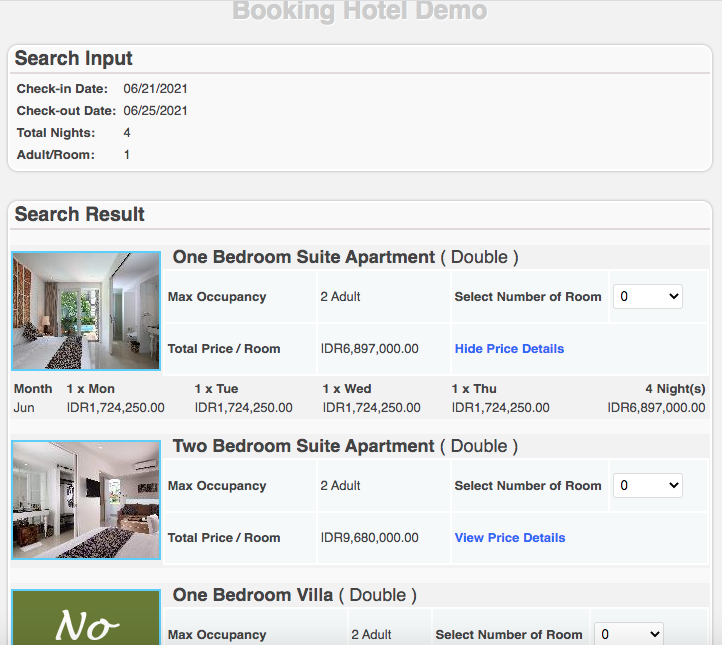 Booking Hotel Demo
Search Input
Check-in Date: 06/21/2021
Check-out Date: 06/25/2021
Total Nights: 4
Adult/Room: 1
Search Result
One Bedroom Suite Apartment ( Double )
Max Occupancy 2 Adult Select Number of Room 0
Total Price / Room IDR6,897,000.00 Hide Price Details
Month 1 x Mon 1 x Tue 1 x Wed 1 x Thu 4 Night(s)
Jun IDR1,724,250.00 IDR1,724,250.00 IDR1,724,250.00 IDR1,724,250.00 IDR6,897,000.00
Two Bedroom Suite Apartment ( Double )
Max Occupancy 2 Adult Select Number of Room 0
Total Price / Room IDR9,680,000.00 View Price Details
One Bedroom Villa ( Double )
No
Max Occupancy 2 Adult Select Number of Room 0